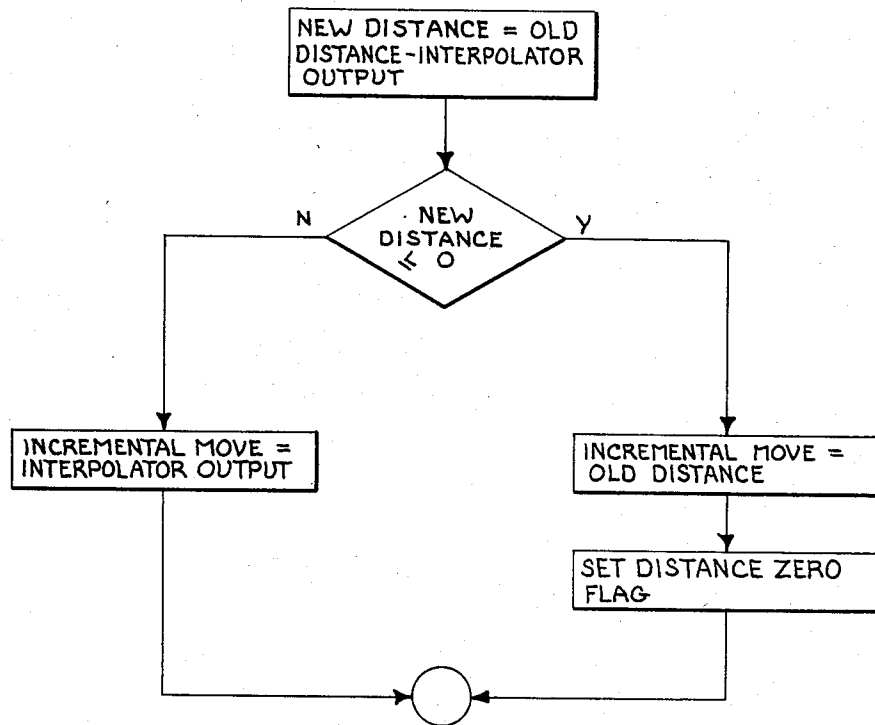 NEW DISTANCE = OLD
DISTANCE-INTERPOLATOR
OUTPUT
N
NEW
DISTANCE
≤ 0
Y
INCREMENTAL MOVE =
INTERPOLATOR OUTPUT
INCREMENTAL MOVE =
OLD DISTANCE
SET DISTANCE ZERO
FLAG